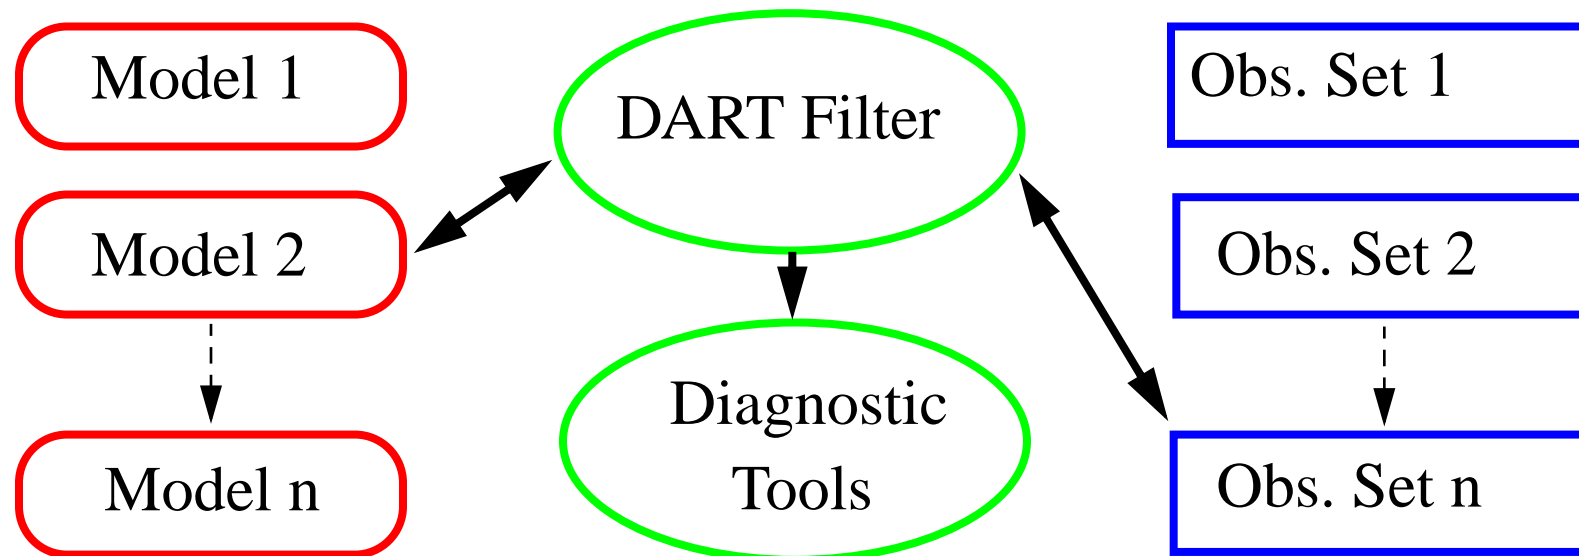 Model 1
DART Filter
Obs. Set 1
Model 2
Obs. Set 2
Diagnostic
Tools
Model n
Obs. Set n